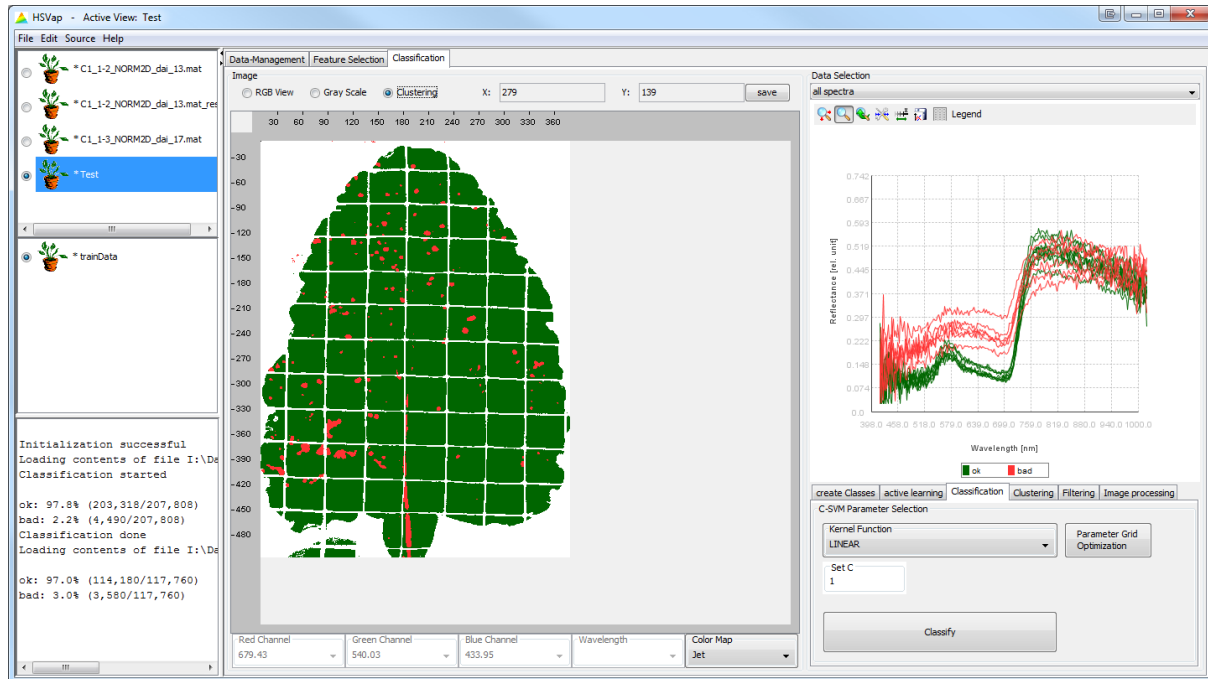 HSVap - Active View: Test
File Edit Source Help
* C1_1-2_NORM2D_dai_13.mat
* C1_1-2_NORM2D_dai_13.mat_res
* C1_1-3_NORM2D_dai_17.mat
* Test
* trainData
Initialization successful
Loading contents of file I:\Da
Classification started
ok: 97.8% (203,318/207,808)
bad: 2.2% (4,490/207,808)
Classification done
Loading contents of file I:\Da
ok: 97.0% (114,180/117,760)
bad: 3.0% (3,580/117,760)
Data-Management Feature Selection Classification
Image
RGB View Gray Scale Clustering X: 279 Y: 139 save
30 60 90 120 150 180 210 240 270 300 330 360
-30
-60
-90
-120
-150
-180
-210
-240
-270
-300
-330
-360
-390
-420
-450
-480
Red Channel Green Channel Blue Channel Wavelength Color Map
679.43 540.03 433.95 Jet
Data Selection
all spectra
Legend
0.742
0.667
0.593
0.519
0.445
0.371
0.297
0.222
0.148
0.074
0.0
Reflectance [rel. unit]
398.0 458.0 518.0 579.0 639.0 699.0 759.0 819.0 880.0 940.0 1000.0
Wavelength [nm]
ok bad
create Classes active learning Classification Clustering Filtering Image processing
C-SVM Parameter Selection
Kernel Function
LINEAR
Parameter Grid
Optimization
Set C
1
Classify